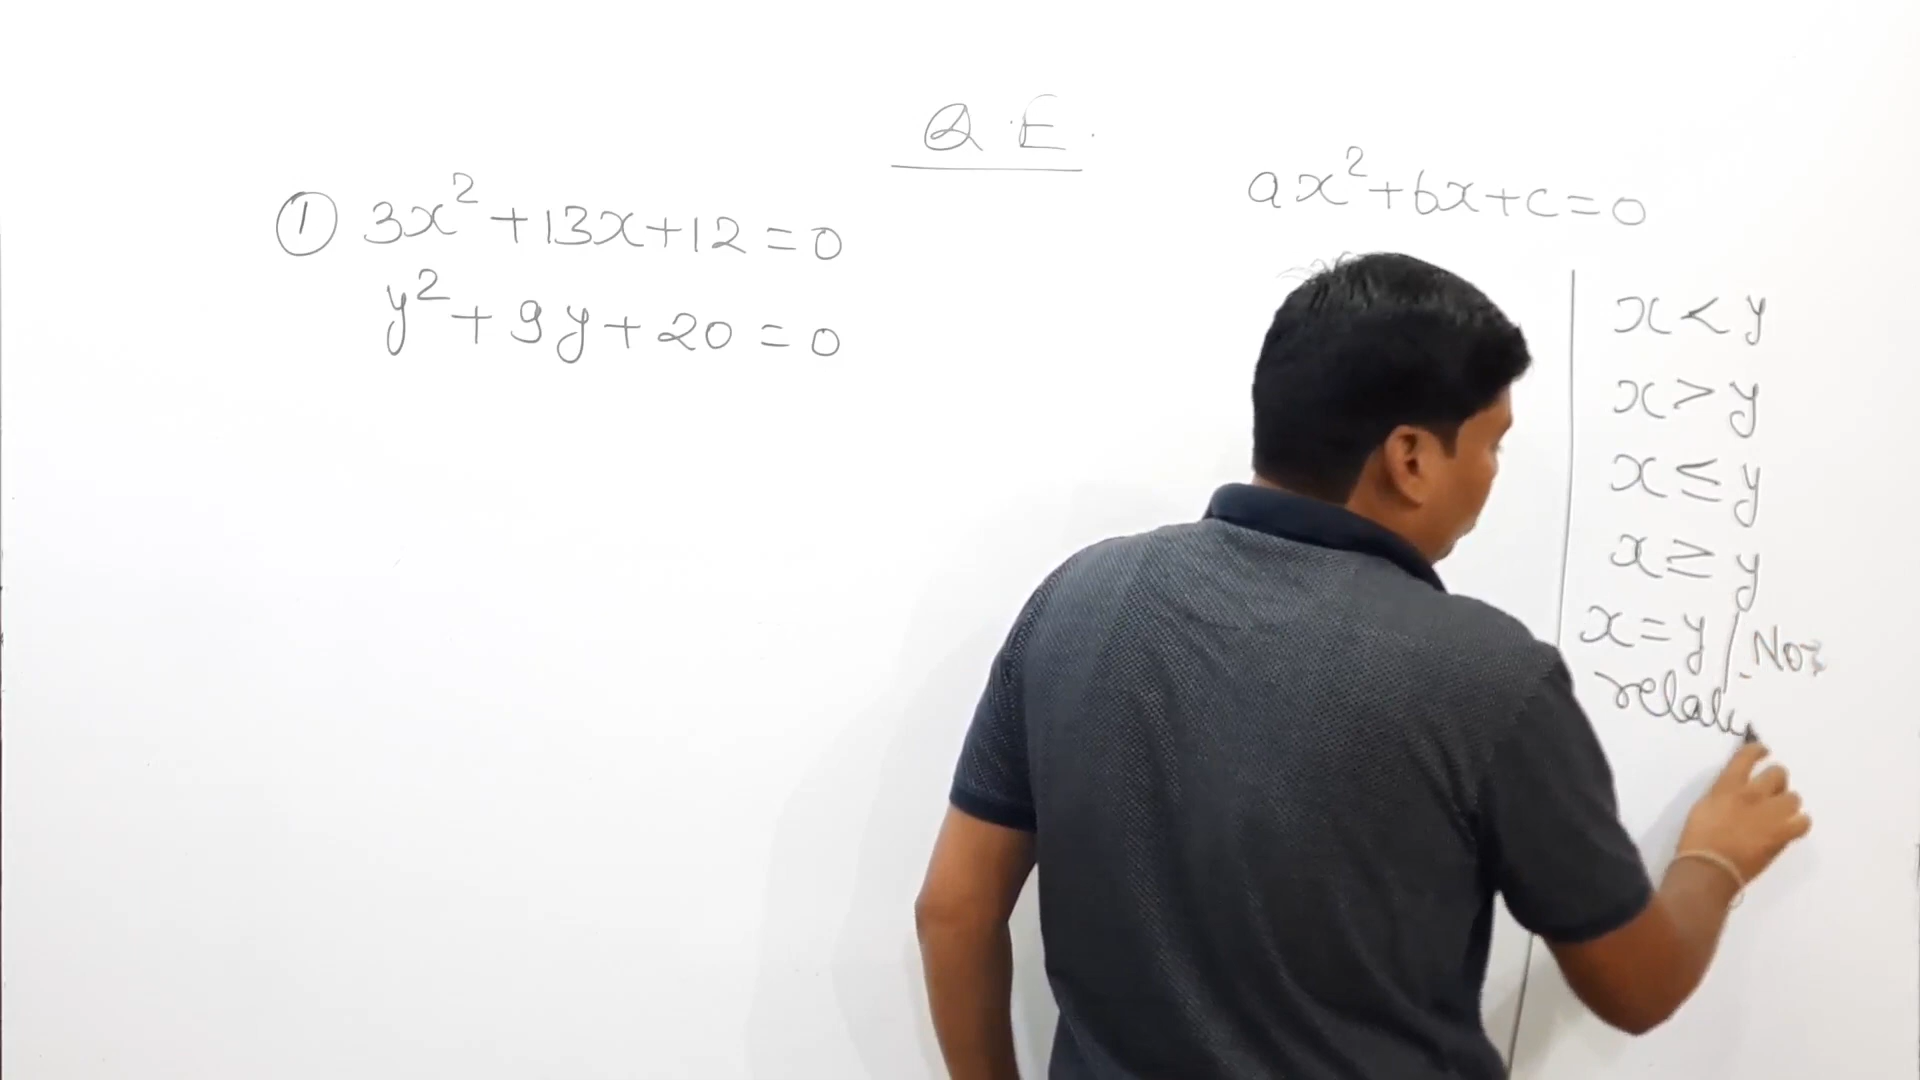 Q.E.
① 3x²+13x+12=0
y²+9y+20=0
ax²+bx+c=0
x<y
x>y
x≤y
x≥y
x=y/No